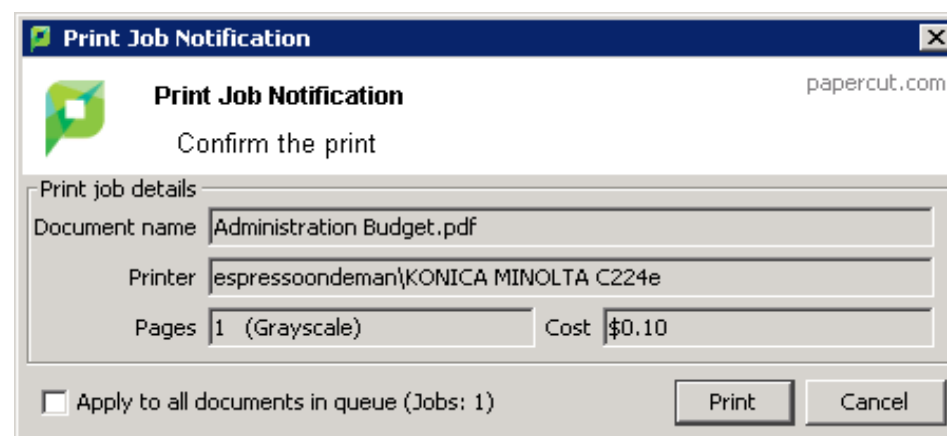 Print Job Notification
papercut.com
Print Job Notification
Confirm the print
Print job details
Document name Administration Budget.pdf
Printer espressoondeman\KONICA MINOLTA C224e
Pages 1 (Grayscale) Cost $0.10
Apply to all documents in queue (Jobs: 1) Print Cancel